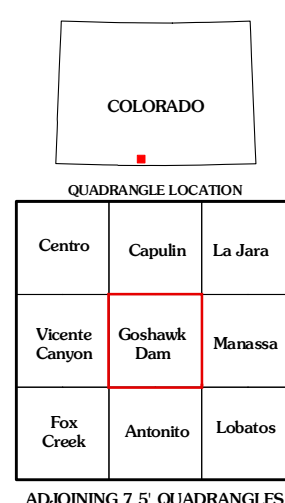 COLORADO
QUADRANGLE LOCATION
Centro
Capulin
La Jara
Vicente
Canyon
Goshawk
Dam
Manassa
Fox
Creek
Antonito
Lobatos
ADJOINING 7.5' QUADRANGLES